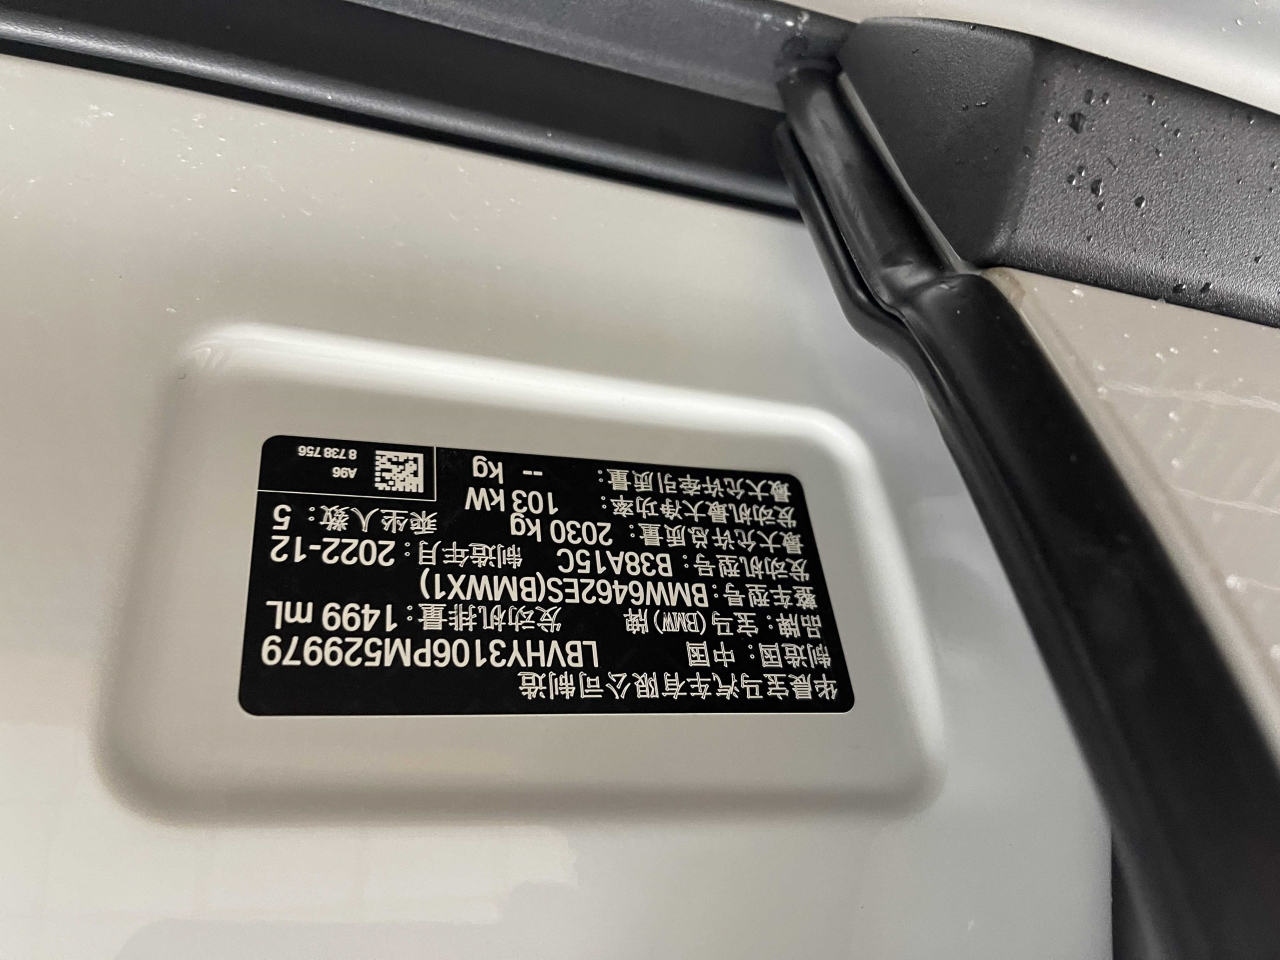 华晨宝马汽车有限公司制造
制造国：中国 LBVHY3106PM529979
品牌：宝马(BMW)牌 发动机排量：1499 mL
整车型号：BMW6462ES(BMWX1)
发动机型号：B38A15C 制造年月：2022-12
最大允许总质量：2030 kg 乘坐人数：5
发动机最大净功率：103 kW
最大允许牵引质量：-- kg
A96
8 738 756